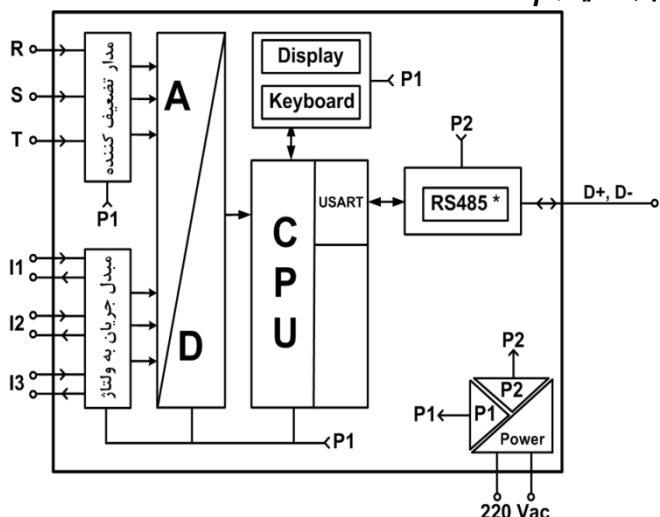 R
S
T
مدار تضعیف کننده
P1
I1
I2
I3
مبدل جریان به ولتاژ
A
D
Display
Keyboard
P1
CPU
USART
P2
RS485 *
D+, D-
P1
P2
P1
P1
P2
Power
220 Vac